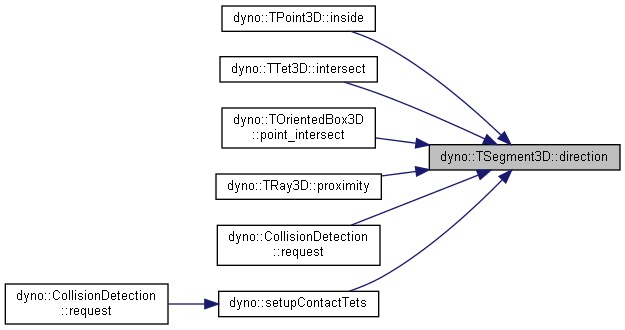 dyno::TPoint3D::inside
dyno::TTet3D::intersect
dyno::TOrientedBox3D
::point_intersect
dyno::TSegment3D::direction
dyno::TRay3D::proximity
dyno::CollisionDetection
::request
dyno::CollisionDetection
::request
dyno::setupContactTets